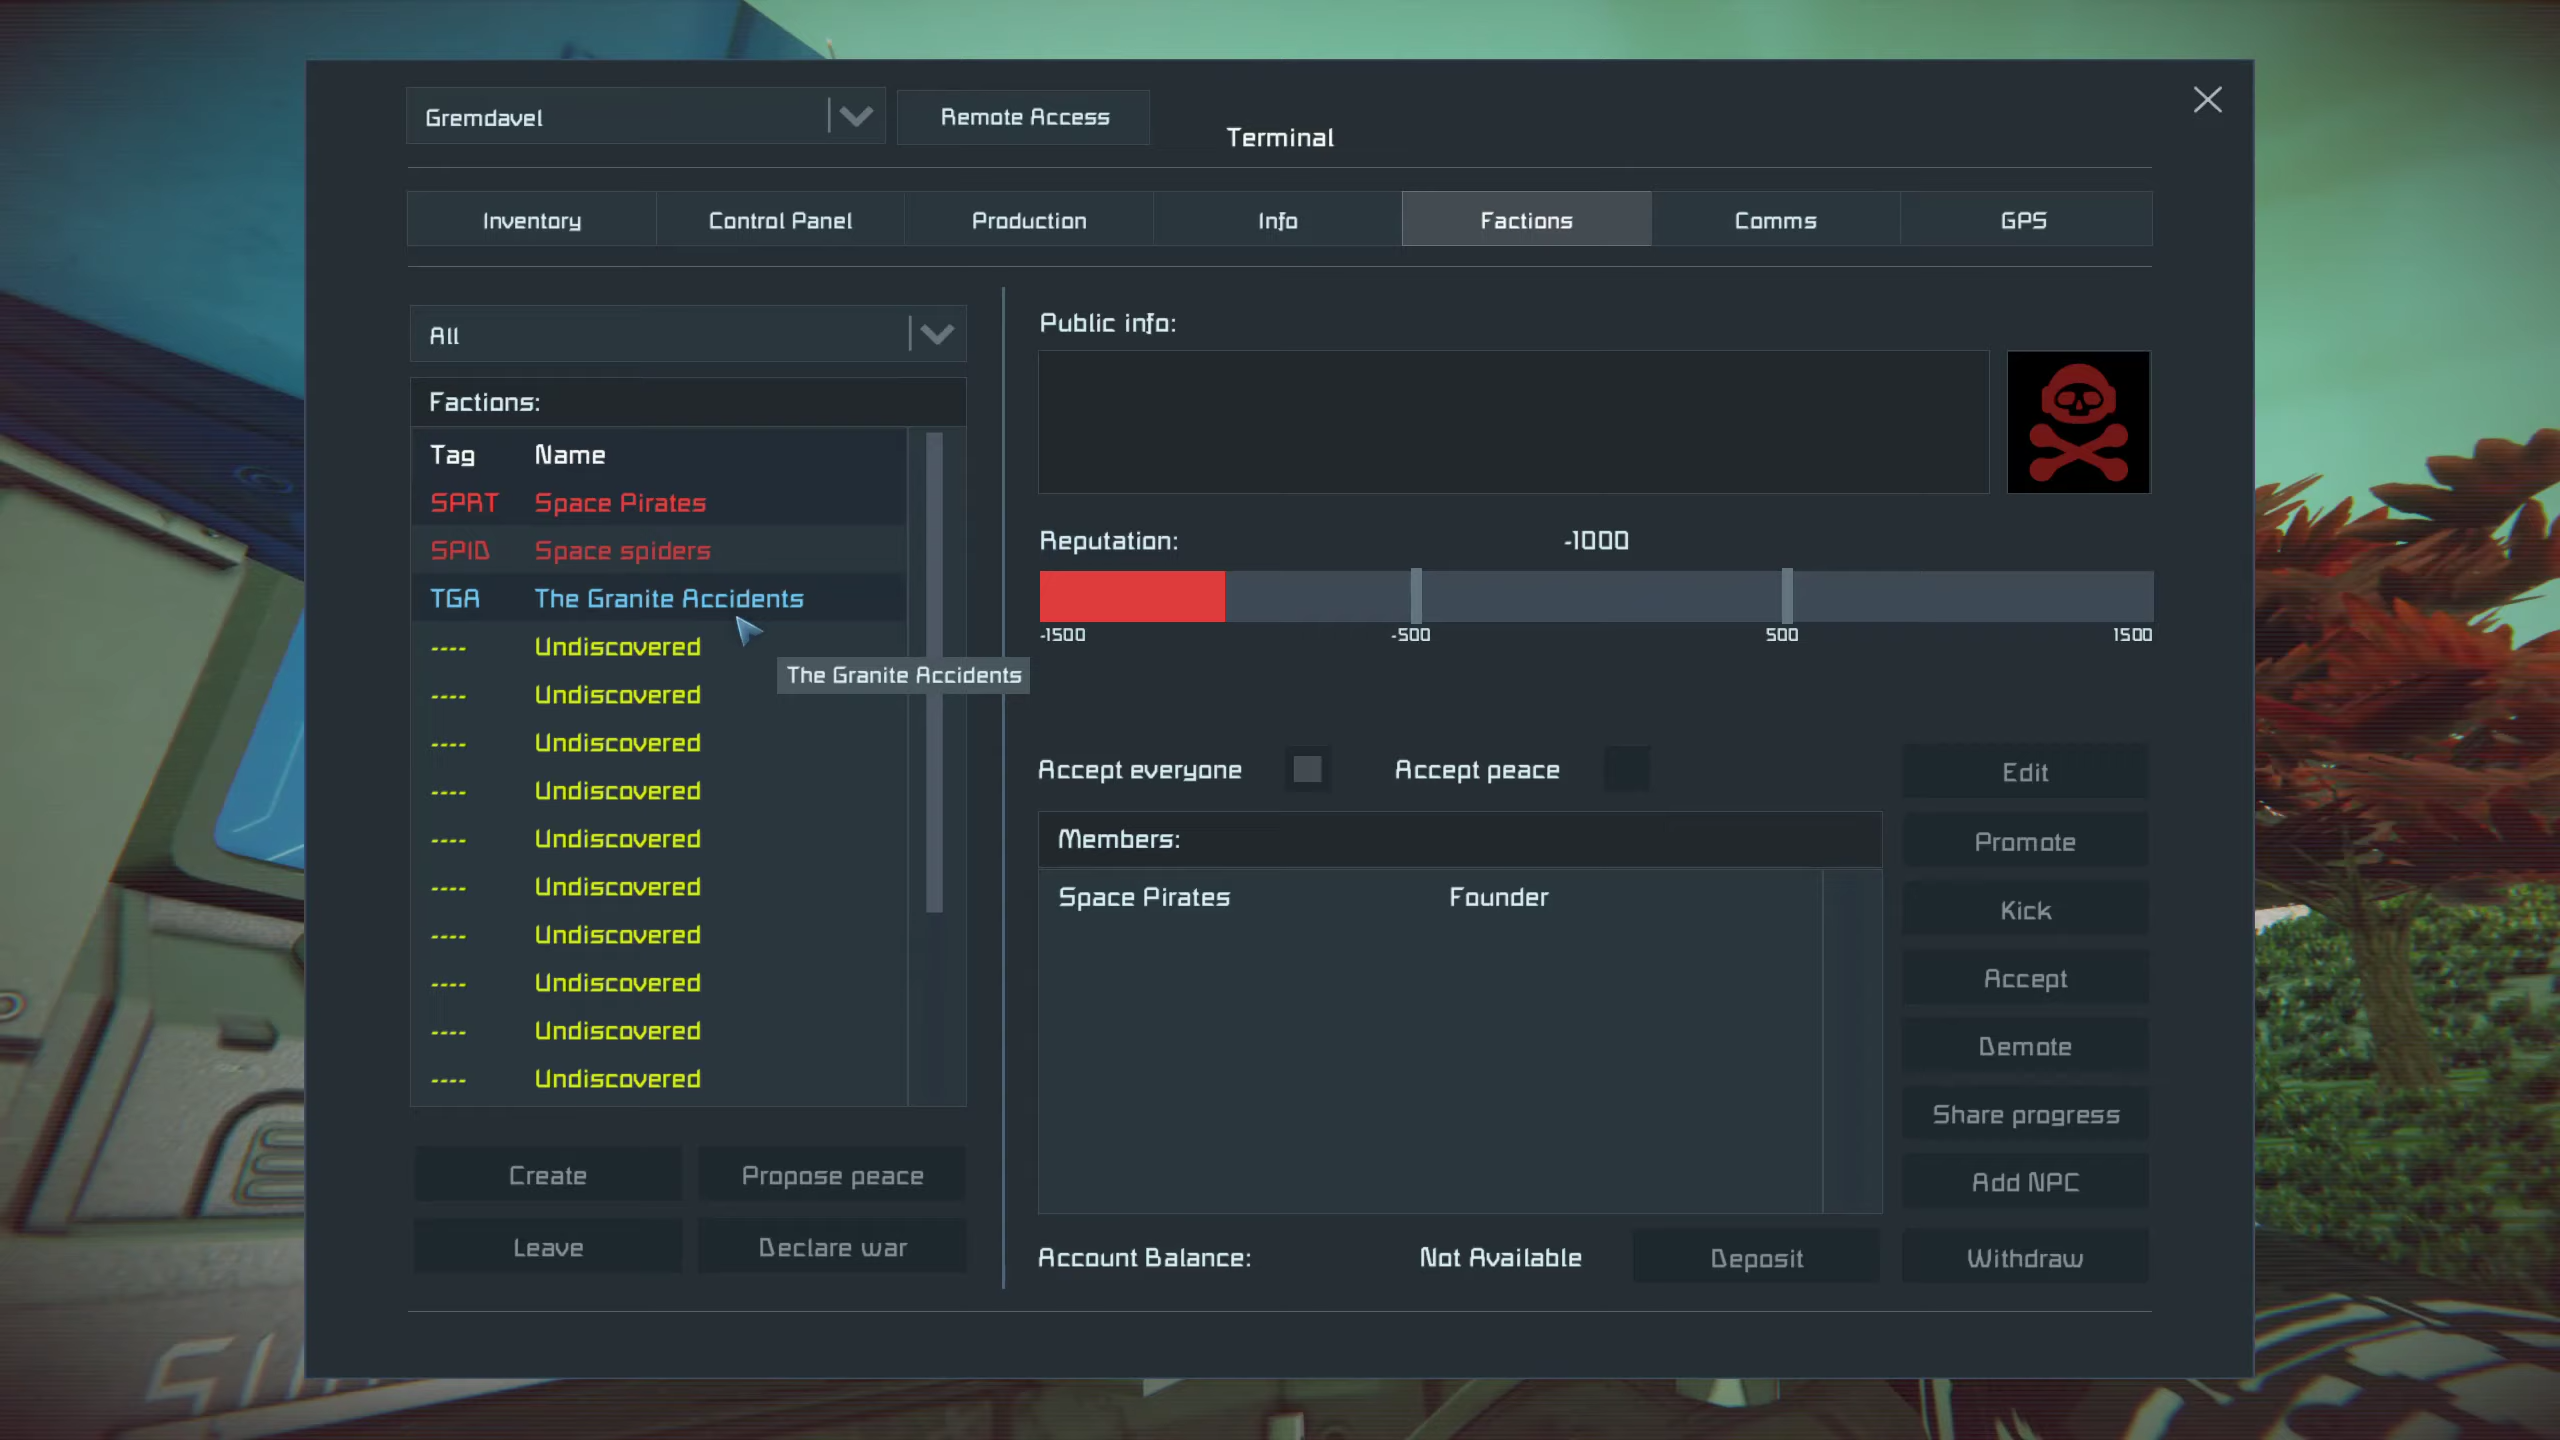 Gremdavel
Remote Access
Terminal
Inventory
Control Panel
Production
Info
Factions
Comms
GPS
All
Factions:
Tag Name
SPRT Space Pirates
SPID Space spiders
TGA The Granite Accidents
---- Undiscovered
---- Undiscovered
---- Undiscovered
---- Undiscovered
---- Undiscovered
---- Undiscovered
---- Undiscovered
---- Undiscovered
---- Undiscovered
---- Undiscovered
The Granite Accidents
Create
Propose peace
Leave
Declare war
Public info:
Reputation: -1000
-1500 -500 500 1500
Accept everyone
Accept peace
Members:
Space Pirates Founder
Edit
Promote
Kick
Accept
Demote
Share progress
Add NPC
Account Balance: Not Available
Deposit
Withdraw